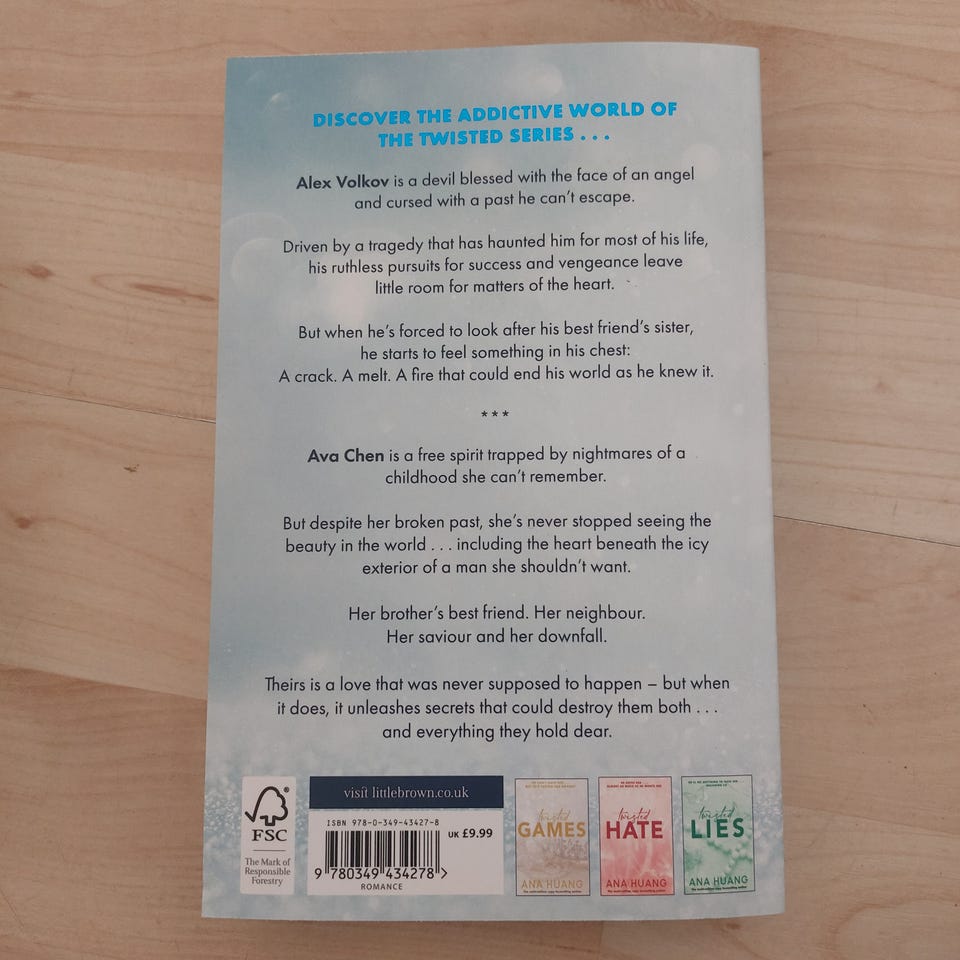 DISCOVER THE ADDICTIVE WORLD OF
THE TWISTED SERIES . . .
Alex Volkov is a devil blessed with the face of an angel
and cursed with a past he can't escape.
Driven by a tragedy that has haunted him for most of his life,
his ruthless pursuits for success and vengeance leave
little room for matters of the heart.
But when he's forced to look after his best friend's sister,
he starts to feel something in his chest:
A crack. A melt. A fire that could end his world as he knew it.
***
Ava Chen is a free spirit trapped by nightmares of a
childhood she can't remember.
But despite her broken past, she's never stopped seeing the
beauty in the world . . . including the heart beneath the icy
exterior of a man she shouldn't want.
Her brother's best friend. Her neighbour.
Her saviour and her downfall.
Theirs is a love that was never supposed to happen – but when
it does, it unleashes secrets that could destroy them both . . .
and everything they hold dear.
FSC
The Mark of
Responsible
Forestry
visit littlebrown.co.uk
ISBN 978-0-349-43427-8
UK £9.99
9 780349 434278 >
ROMANCE
twisted
GAMES
ANA HUANG
twisted
HATE
ANA HUANG
twisted
LIES
ANA HUANG